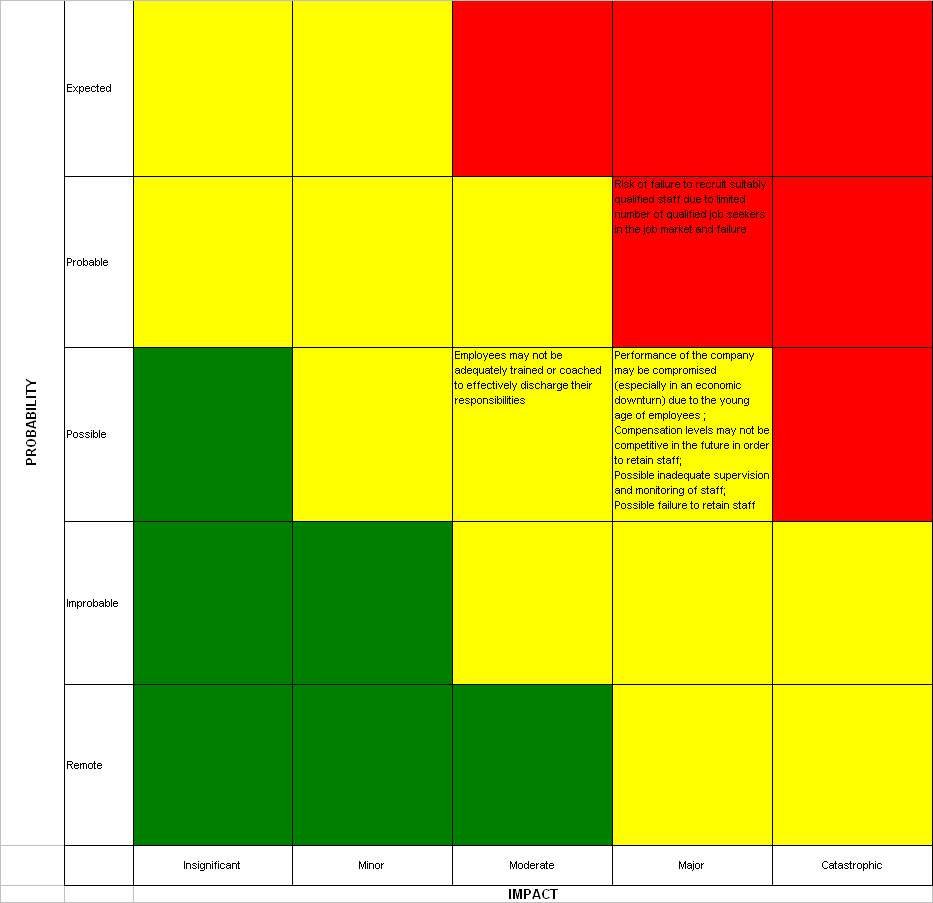 Expected
Risk of failure to recruit suitably
qualified staff due to limited
number of qualified job seekers
in the job market and failure
Probable
Employees may not be
adequately trained or coached
to effectively discharge their
responsibilities
Performance of the company
may be compromised
(especially in an economic
downturn) due to the young
age of employees ;
Compensation levels may not be
competitive in the future in order
to retain staff;
Possible inadequate supervision
and monitoring of staff;
Possible failure to retain staff
Possible
PROBABILITY
Improbable
Remote
Insignificant
Minor
Moderate
Major
Catastrophic
IMPACT